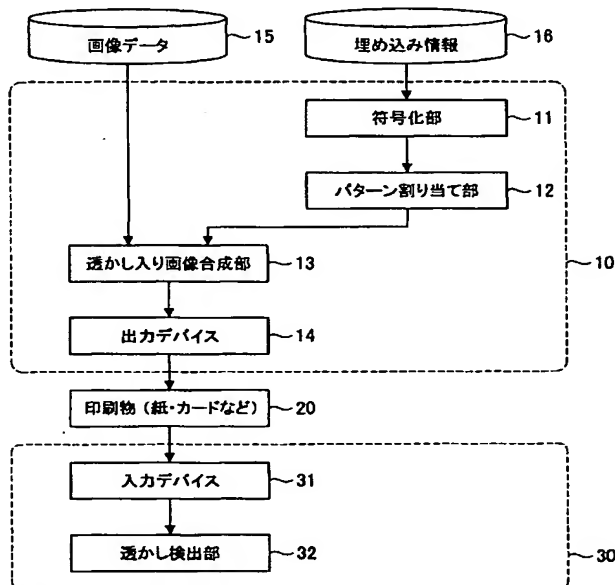 画像データ 15
埋め込み情報 16
符号化部 11
パターン割り当て部 12
透かし入り画像合成部 13
10
出力デバイス 14
印刷物（紙・カードなど） 20
入力デバイス 31
透かし検出部 32
30